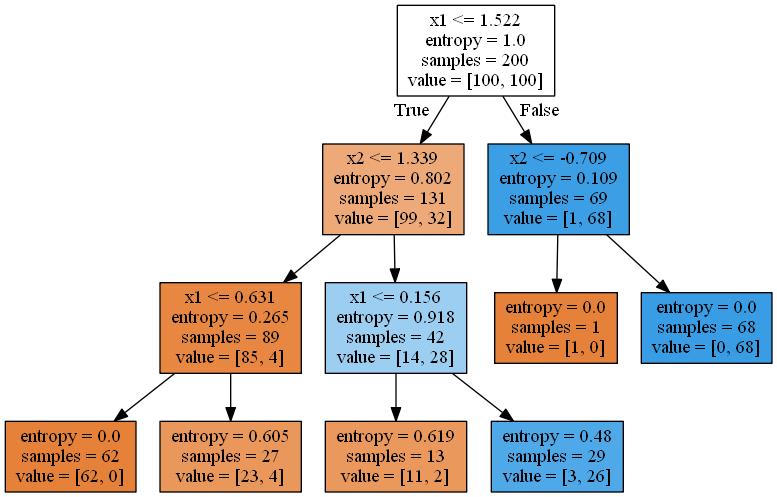 x1 <= 1.522
entropy = 1.0
samples = 200
value = [100, 100]
True
False
x2 <= 1.339
entropy = 0.802
samples = 131
value = [99, 32]
x2 <= -0.709
entropy = 0.109
samples = 69
value = [1, 68]
x1 <= 0.631
entropy = 0.265
samples = 89
value = [85, 4]
x1 <= 0.156
entropy = 0.918
samples = 42
value = [14, 28]
entropy = 0.0
samples = 1
value = [1, 0]
entropy = 0.0
samples = 68
value = [0, 68]
entropy = 0.0
samples = 62
value = [62, 0]
entropy = 0.605
samples = 27
value = [23, 4]
entropy = 0.619
samples = 13
value = [11, 2]
entropy = 0.48
samples = 29
value = [3, 26]